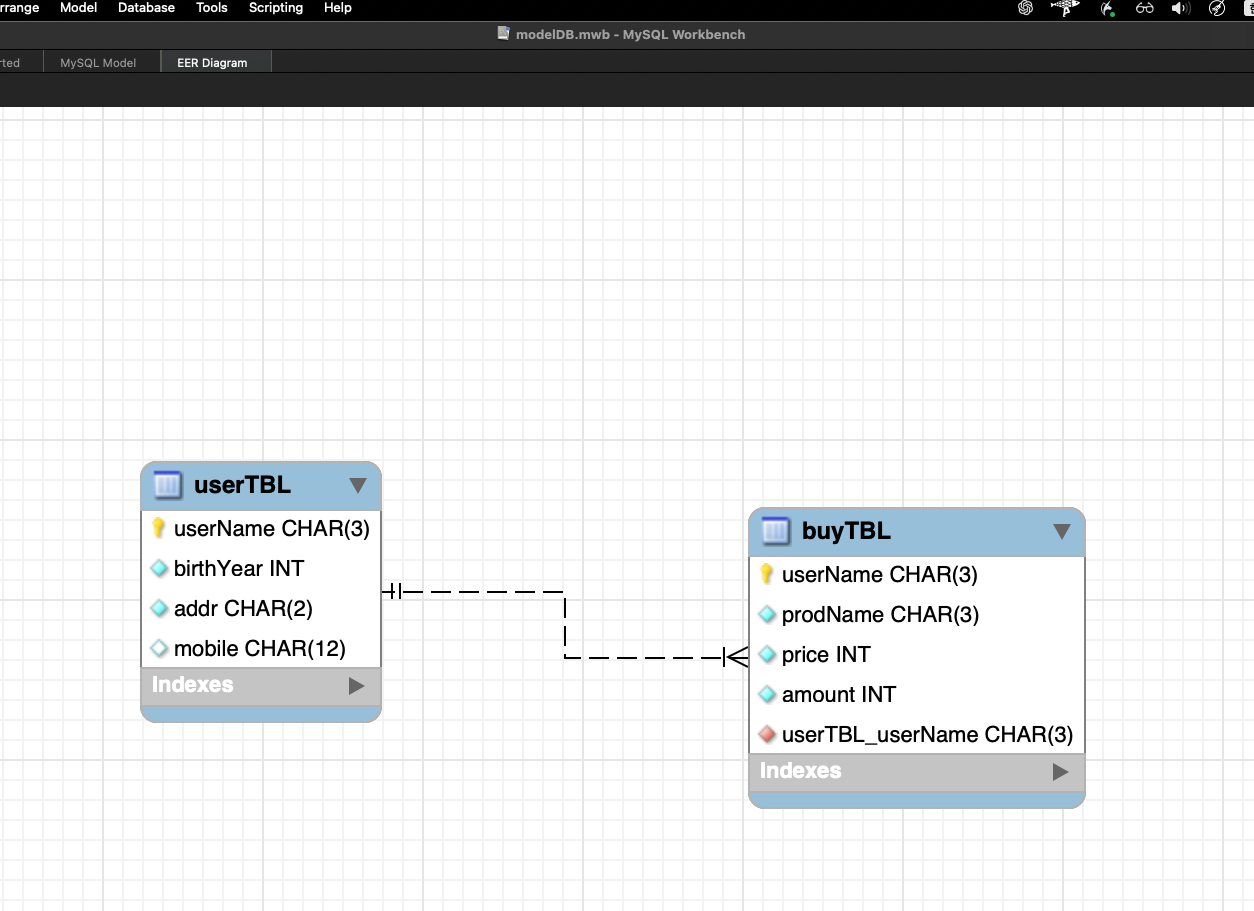 rrange Model Database Tools Scripting Help
modelDB.mwb - MySQL Workbench
rted MySQL Model EER Diagram
userTBL
userName CHAR(3)
birthYear INT
addr CHAR(2)
mobile CHAR(12)
Indexes
buyTBL
userName CHAR(3)
prodName CHAR(3)
price INT
amount INT
userTBL_userName CHAR(3)
Indexes